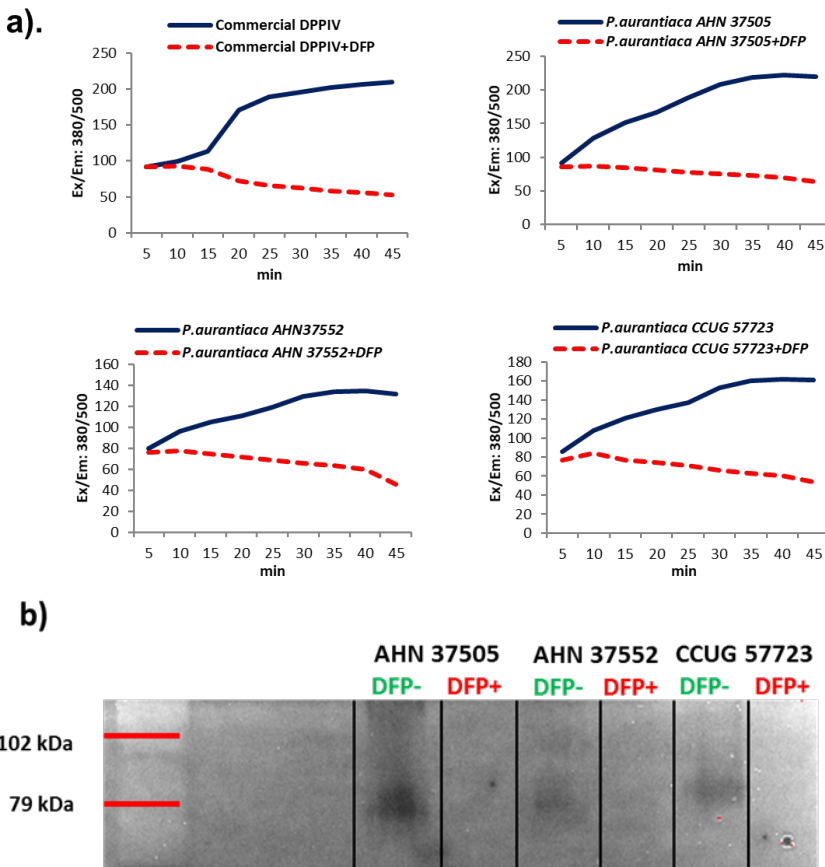 a).
Commercial DPPIV
Commercial DPPIV+DFP
250
200
150
100
50
0
Ex/Em: 380/500
5 10 15 20 25 30 35 40 45
min
P.aurantiaca AHN 37505
P.aurantiaca AHN 37505+DFP
250
200
150
100
50
0
Ex/Em: 380/500
5 10 15 20 25 30 35 40 45
min
P.aurantiaca AHN37552
P.aurantiaca AHN 37552+DFP
160
140
120
100
80
60
40
20
0
Ex/Em: 380/500
5 10 15 20 25 30 35 40 45
min
P.aurantiaca CCUG 57723
P.aurantiaca CCUG 57723+DFP
180
160
140
120
100
80
60
40
20
0
Ex/Em: 380/500
5 10 15 20 25 30 35 40 45
min
b)
AHN 37505 AHN 37552 CCUG 57723
DFP- DFP+ DFP- DFP+ DFP- DFP+
102 kDa
79 kDa